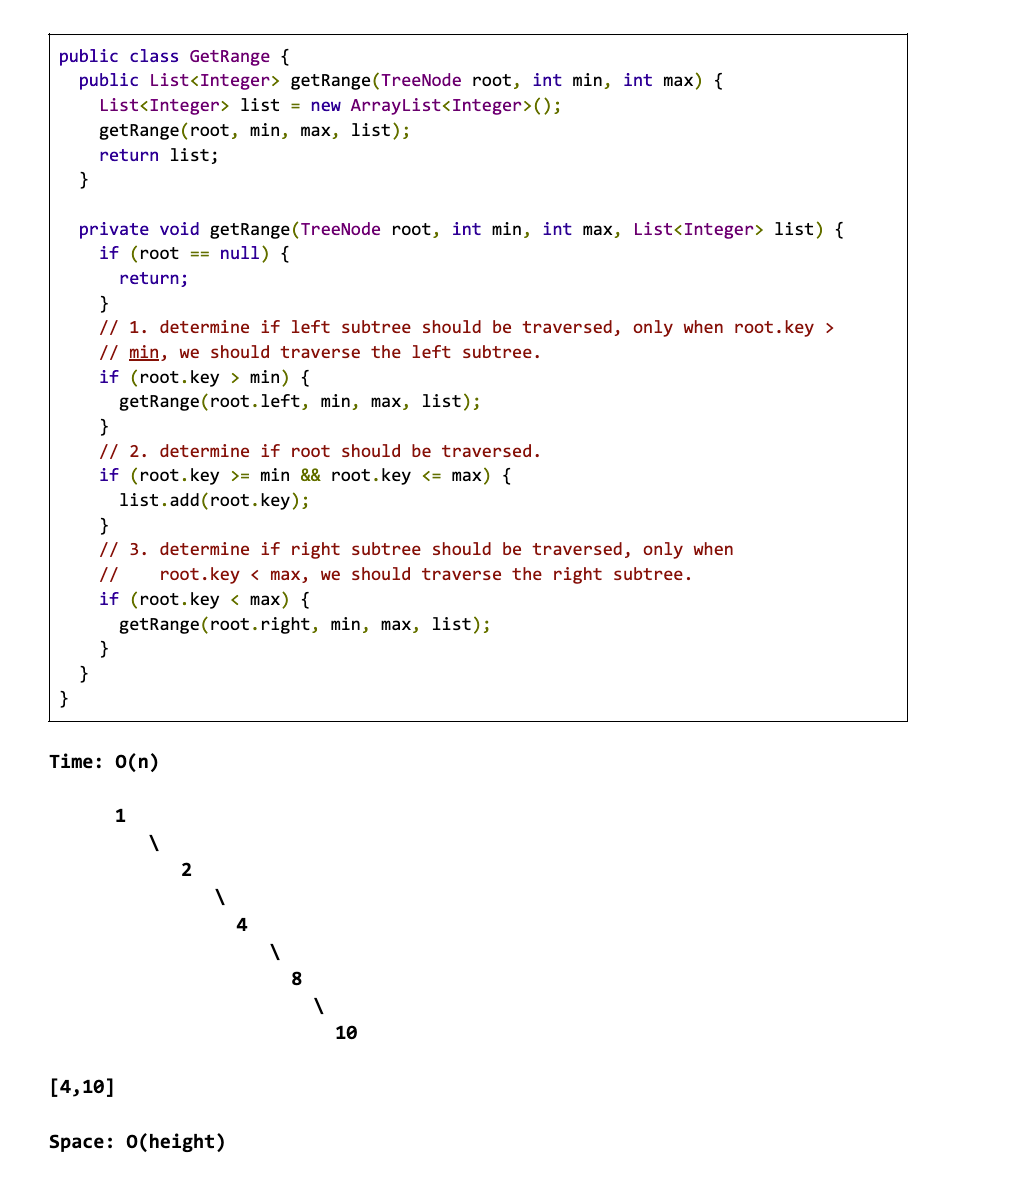 public class GetRange {
  public List<Integer> getRange(TreeNode root, int min, int max) {
    List<Integer> list = new ArrayList<Integer>();
    getRange(root, min, max, list);
    return list;
  }

  private void getRange(TreeNode root, int min, int max, List<Integer> list) {
    if (root == null) {
      return;
    }
    // 1. determine if left subtree should be traversed, only when root.key >
    // min, we should traverse the left subtree.
    if (root.key > min) {
      getRange(root.left, min, max, list);
    }
    // 2. determine if root should be traversed.
    if (root.key >= min && root.key <= max) {
      list.add(root.key);
    }
    // 3. determine if right subtree should be traversed, only when
    //    root.key < max, we should traverse the right subtree.
    if (root.key < max) {
      getRange(root.right, min, max, list);
    }
  }
}

Time: O(n)

      1
         \
            2
               \
                 4
                    \
                      8
                        \
                          10

[4,10]

Space: O(height)